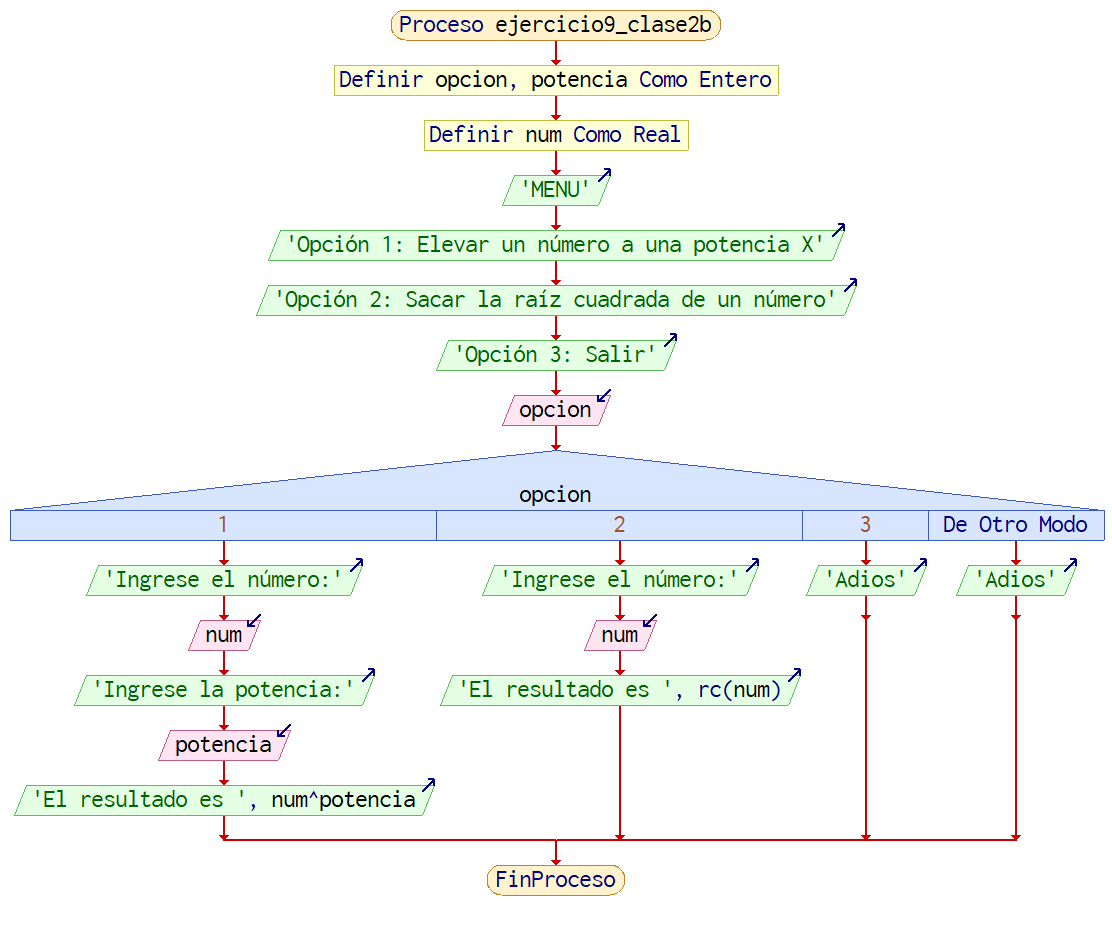 Proceso ejercicio9_clase2b
Definir opcion, potencia Como Entero
Definir num Como Real
'MENU'
'Opción 1: Elevar un número a una potencia X'
'Opción 2: Sacar la raíz cuadrada de un número'
'Opción 3: Salir'
opcion
opcion
1
2
3
De Otro Modo
'Ingrese el número:'
'Ingrese el número:'
'Adios'
'Adios'
num
num
'Ingrese la potencia:'
'El resultado es ', rc(num)
potencia
'El resultado es ', num^potencia
FinProceso